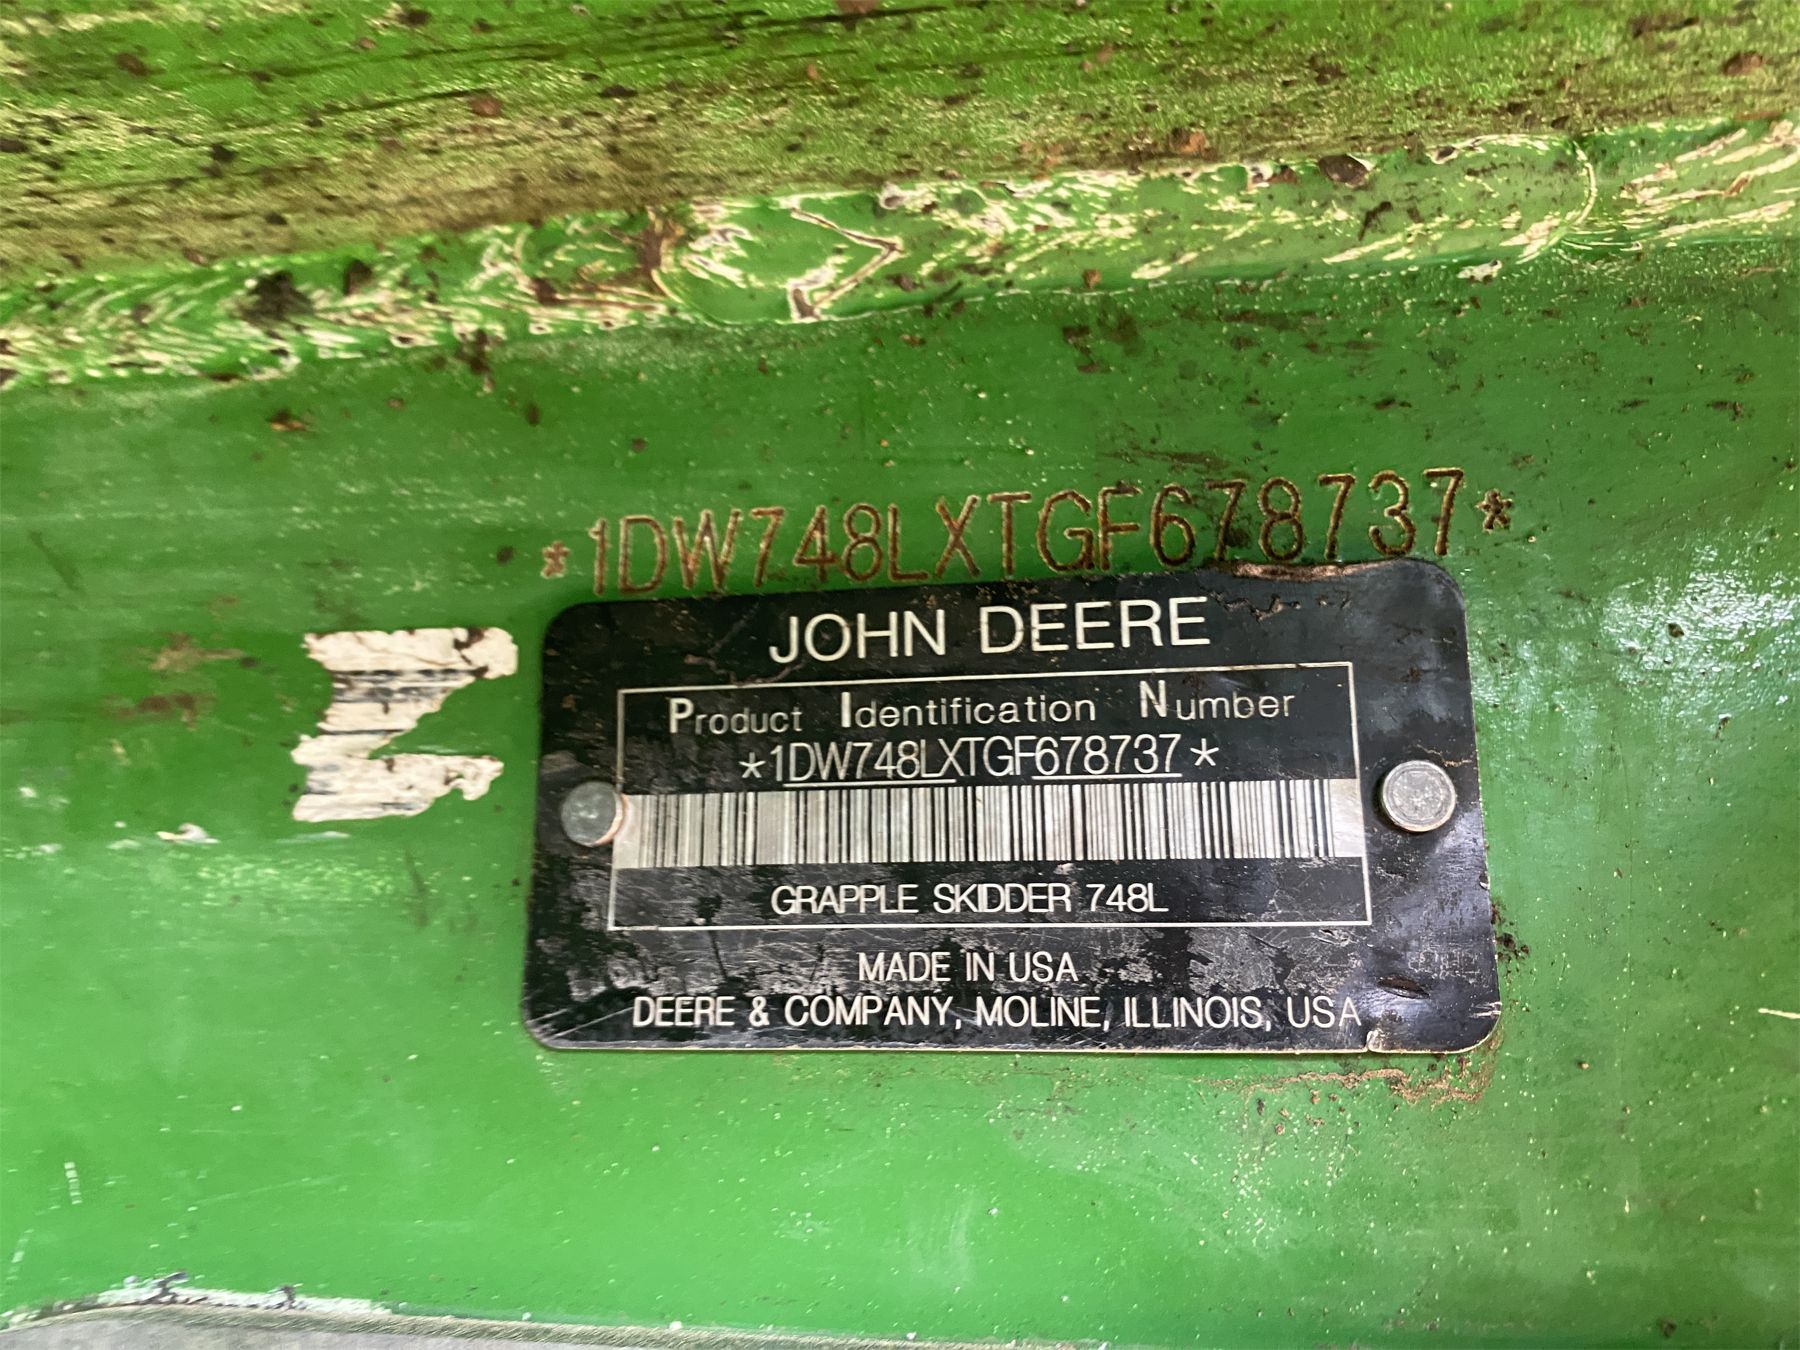 *1DW748LXTGF678737*
JOHN DEERE
Product Identification Number
*1DW748LXTGF678737*
GRAPPLE SKIDDER 748L
MADE IN USA
DEERE & COMPANY, MOLINE, ILLINOIS, USA